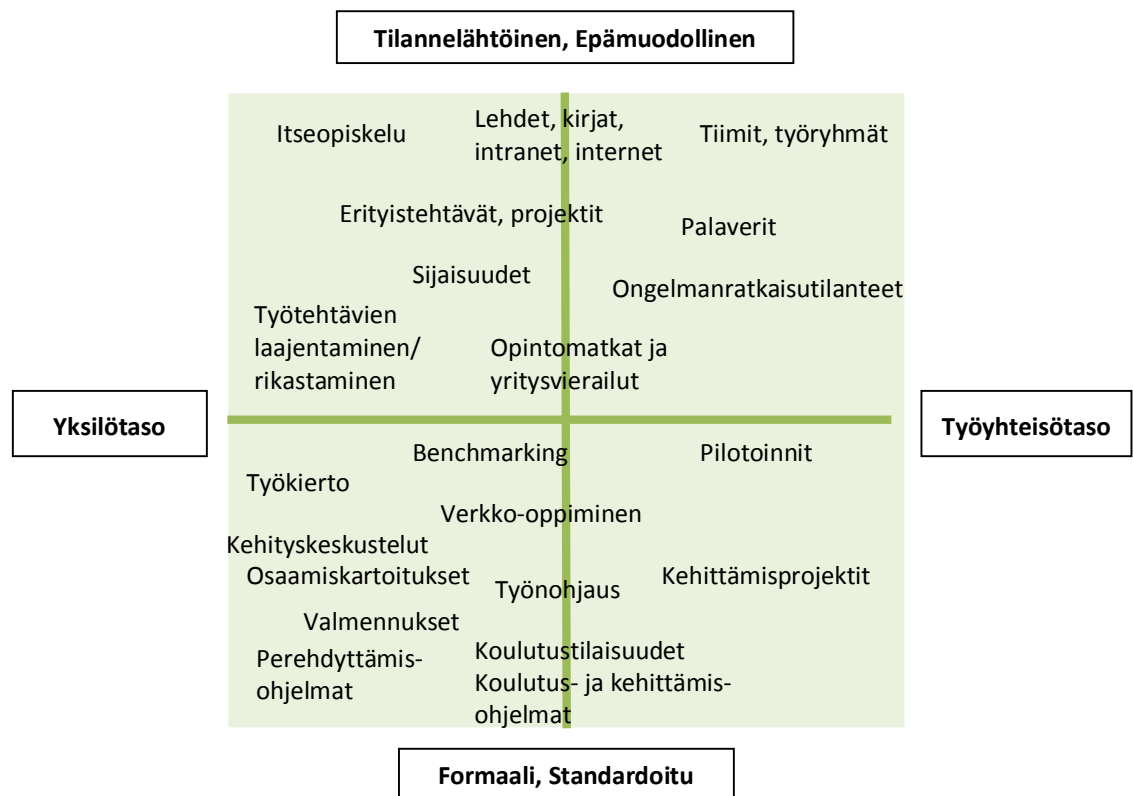 Tilannelähtöinen, Epämuodollinen
Itseopiskelu
Lehdet, kirjat,
intranet, internet
Tiimit, työryhmät
Erityistehtävät, projektit
Palaverit
Sijaisuudet
Ongelmanratkaisutilanteet
Työtehtävien
laajentaminen/
rikastaminen
Opintomatkat ja
yritysvierailut
Yksilötaso
Työyhteisötaso
Benchmarking
Pilotoinnit
Työkierto
Verkko-oppiminen
Kehityskeskustelut
Osaamiskartoitukset
Työnohjaus
Kehittämisprojektit
Valmennukset
Perehdyttämis-
ohjelmat
Koulutustilaisuudet
Koulutus- ja kehittämis-
ohjelmat
Formaali, Standardoitu